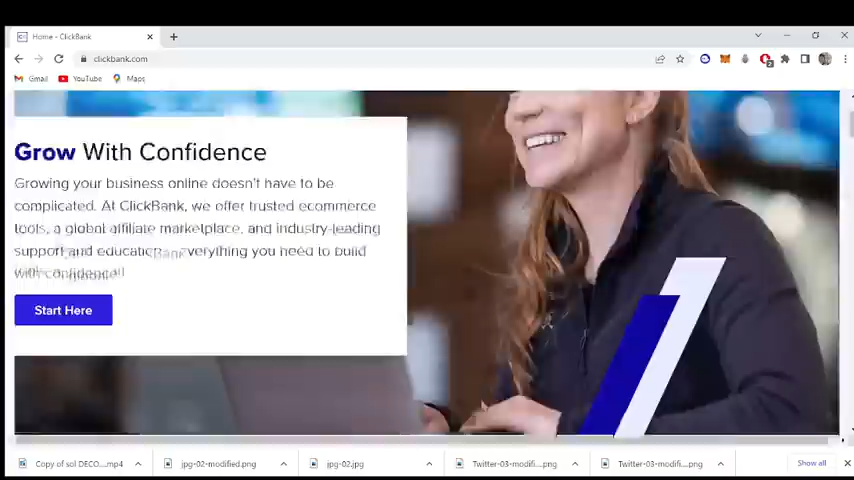 Home - ClickBank
clickbank.com
Gmail YouTube Maps
Grow With Confidence
Growing your business online doesn't have to be
complicated. At ClickBank, we offer trusted ecommerce
tools, a global affiliate marketplace, and industry-leading
support and education everything you need to build
with confidence
Start Here
Copy of sol DECO....mp4 jpg-02-modified.png jpg-02.jpg Twitter-03-modifi....png Twitter-03-modifi....png Show all